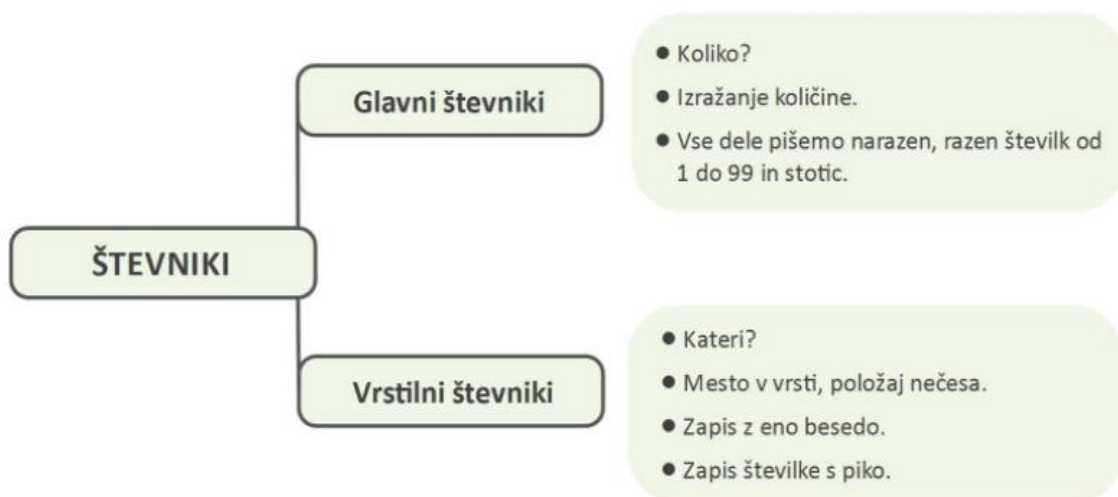 ŠTEVNIKI
Glavni števniki
● Koliko?
● Izražanje količine.
● Vse dele pišemo narazen, razen številk od
1 do 99 in stotic.
Vrstilni števniki
● Kateri?
● Mesto v vrsti, položaj nečesa.
● Zapis z eno besedo.
● Zapis številke s piko.